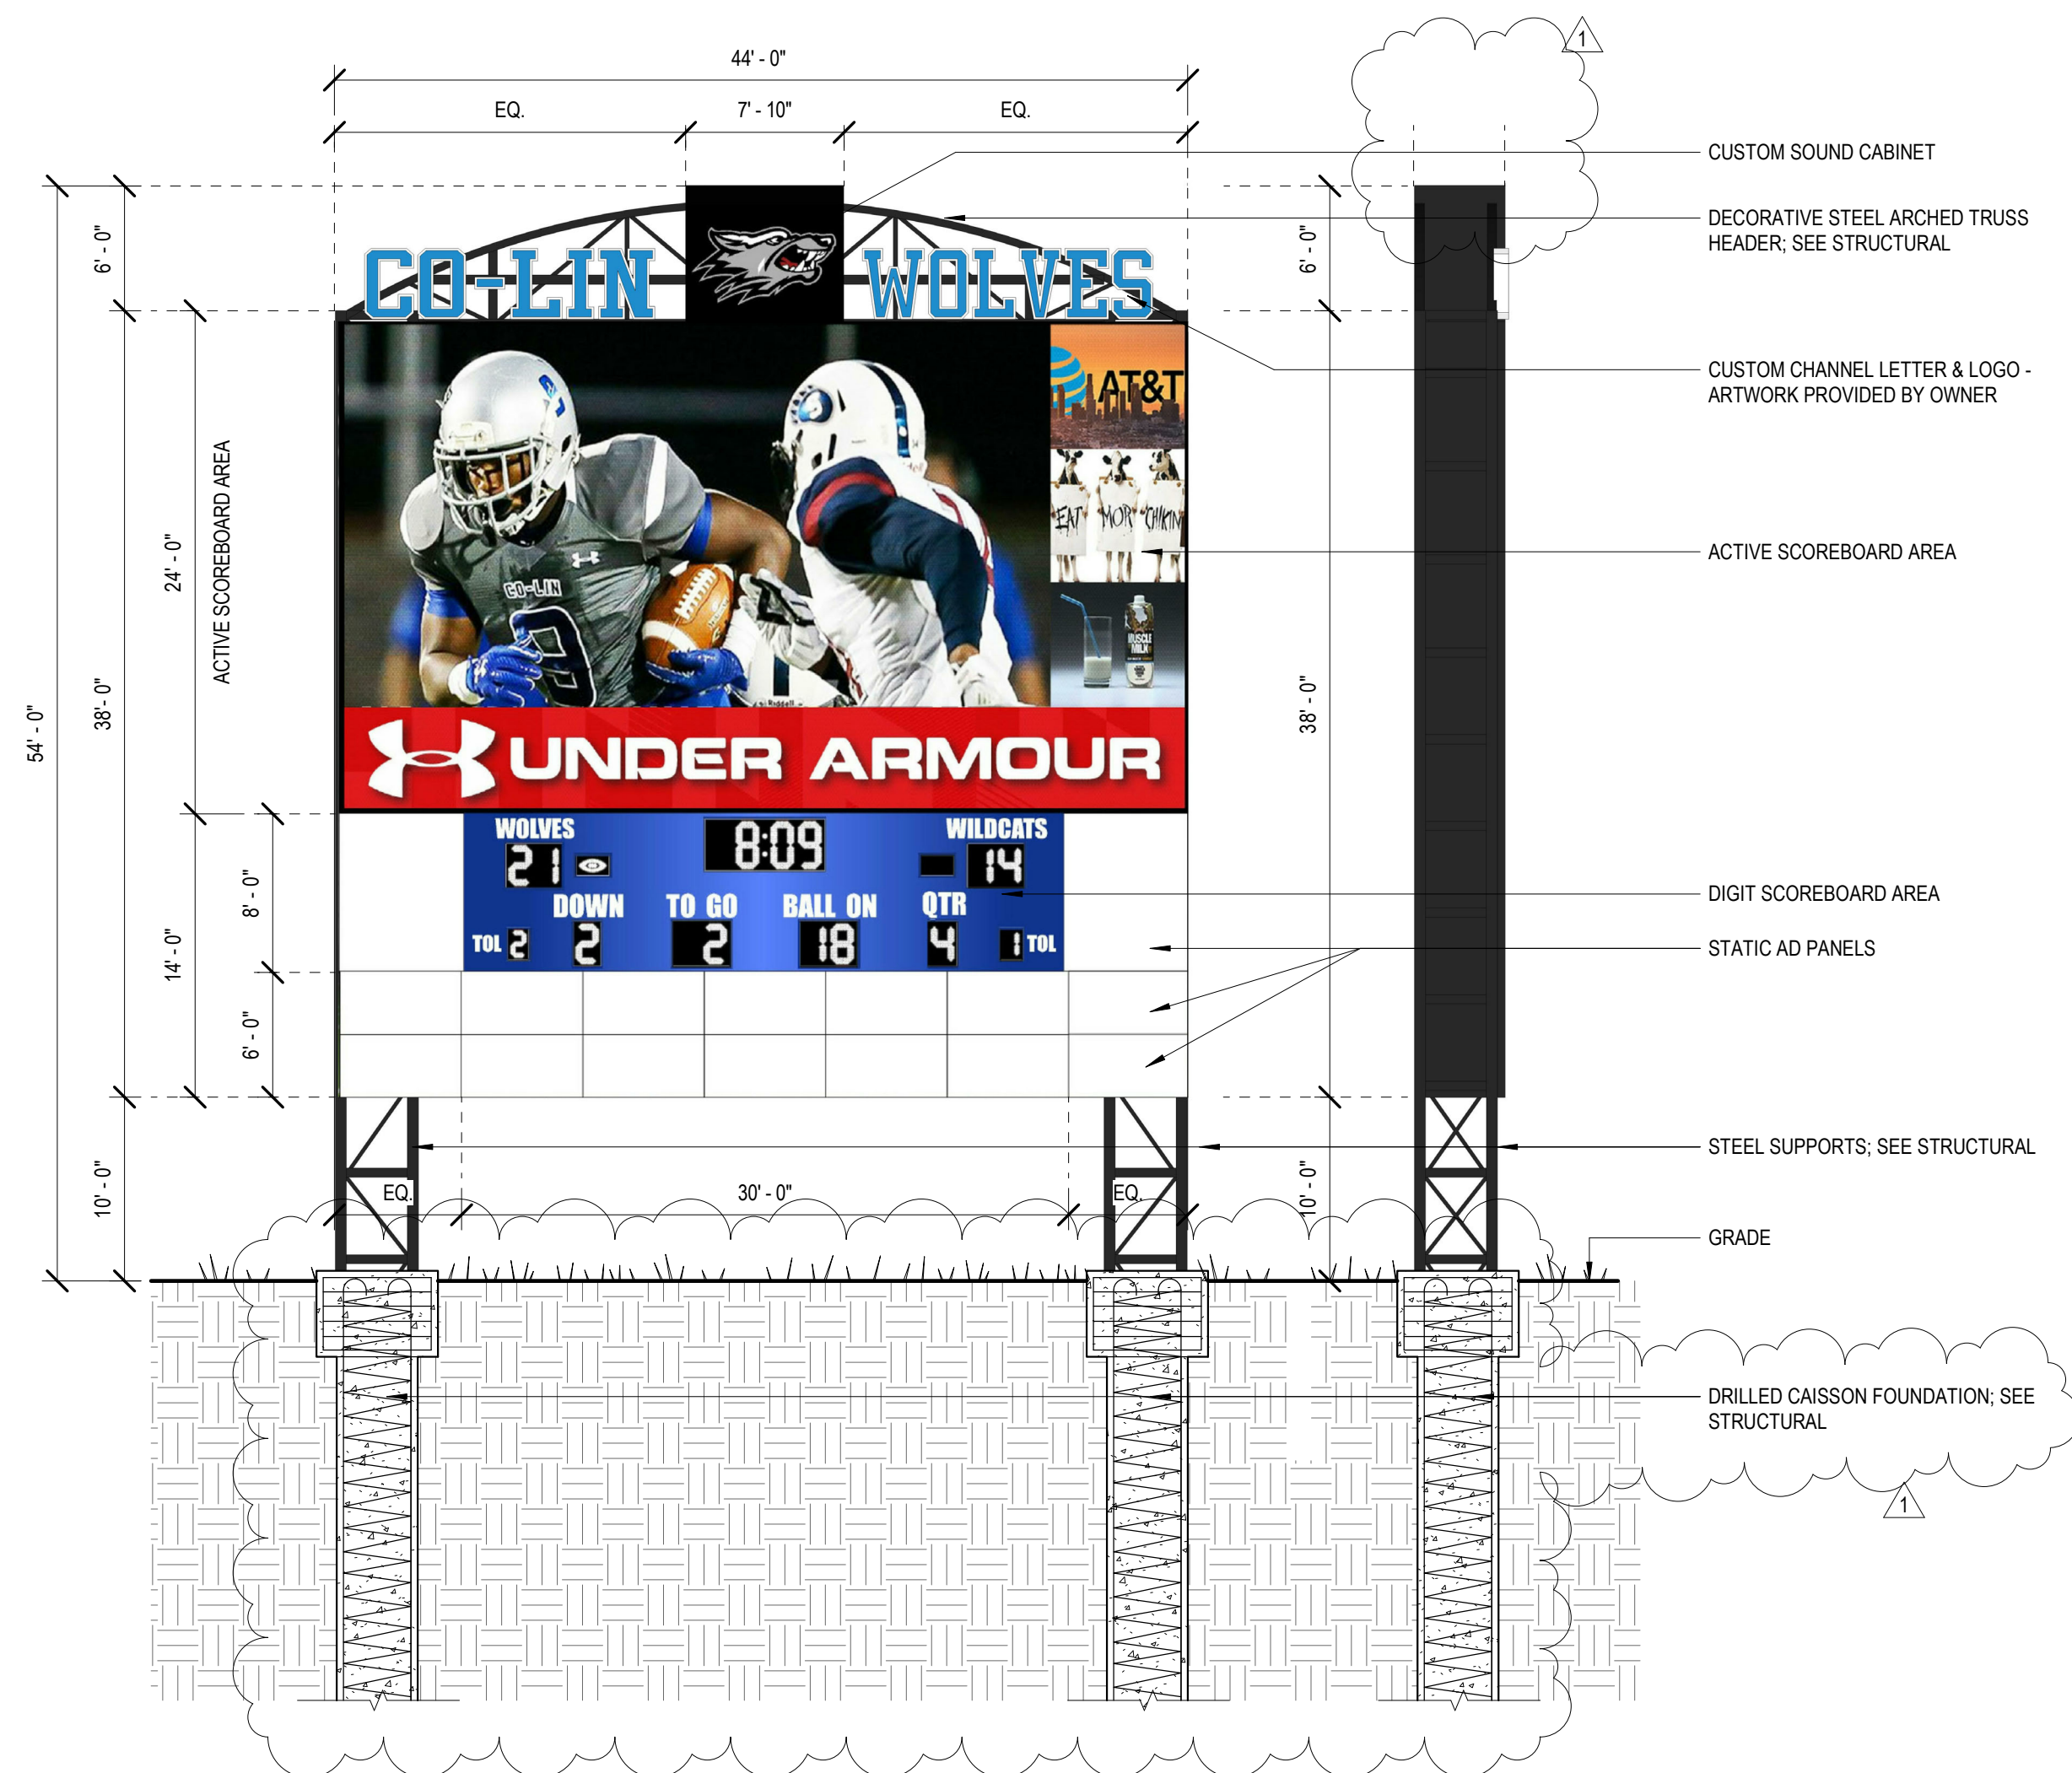 1
44' - 0"
EQ.
7' - 10"
EQ.
CUSTOM SOUND CABINET
DECORATIVE STEEL ARCHED TRUSS
HEADER; SEE STRUCTURAL
6' - 0"
6' - 0"
CO-LIN
WOLVES
CUSTOM CHANNEL LETTER & LOGO -
ARTWORK PROVIDED BY OWNER
AT&T
EAT MOR CHIKIN
ACTIVE SCOREBOARD AREA
24' - 0"
ACTIVE SCOREBOARD AREA
CO-LIN
9
MUSCLE
MILK
Riddell
54' - 0"
38' - 0"
38' - 0"
UNDER ARMOUR
WOLVES
8:09
WILDCATS
21
14
DOWN
TO GO
BALL ON
QTR
TOL 2
2
2
18
4
1 TOL
DIGIT SCOREBOARD AREA
STATIC AD PANELS
8' - 0"
14' - 0"
6' - 0"
10' - 0"
10' - 0"
STEEL SUPPORTS; SEE STRUCTURAL
EQ.
30' - 0"
EQ.
GRADE
DRILLED CAISSON FOUNDATION; SEE
STRUCTURAL
1